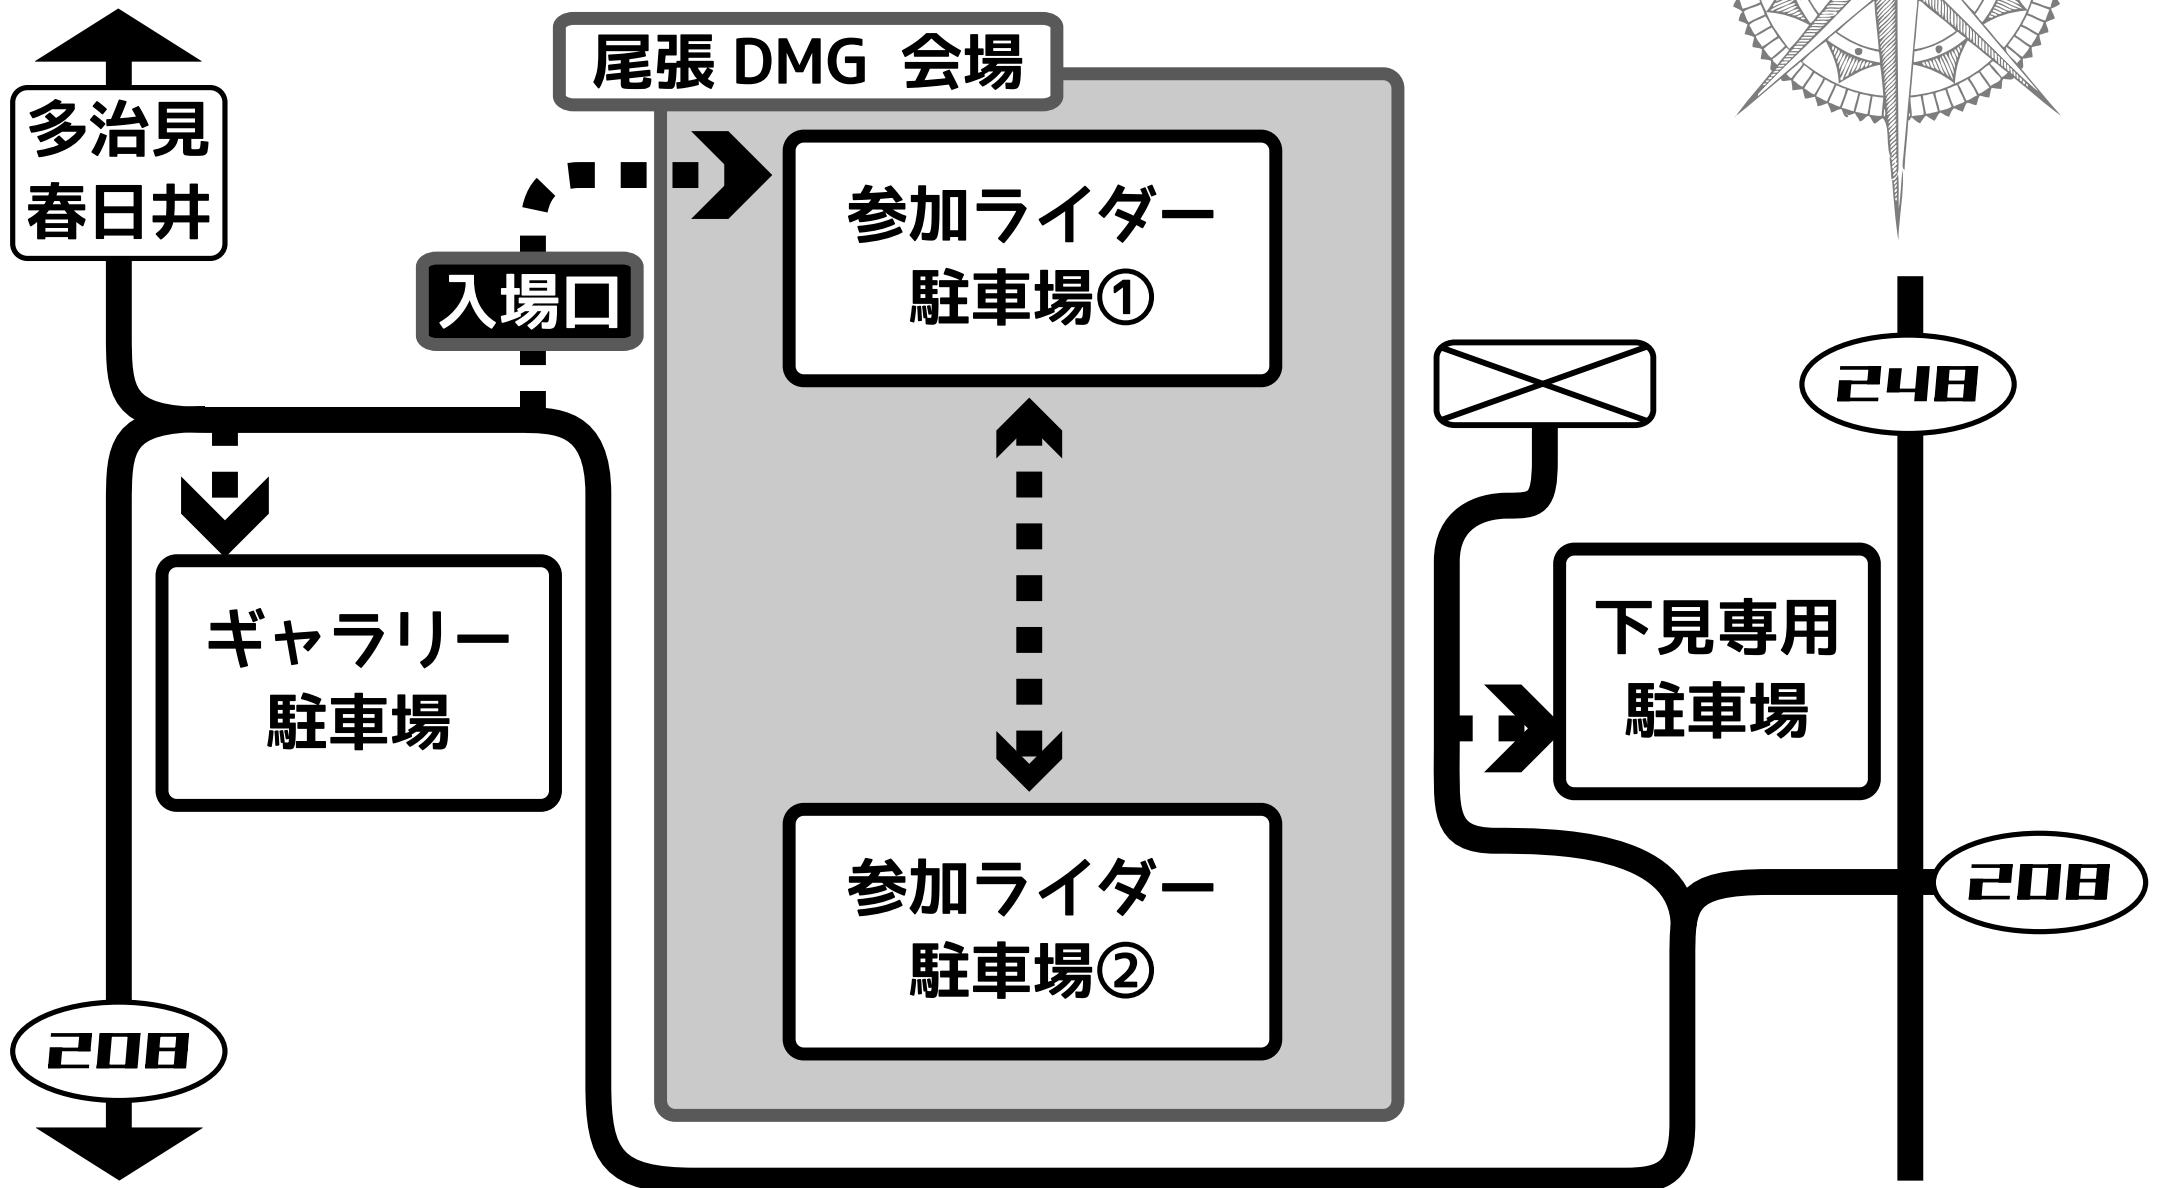 尾張 DMG 会場
多治見
春日井
参加ライダー
駐車場①
入場口
248
ギャラリー
駐車場
下見専用
駐車場
参加ライダー
駐車場②
208
208